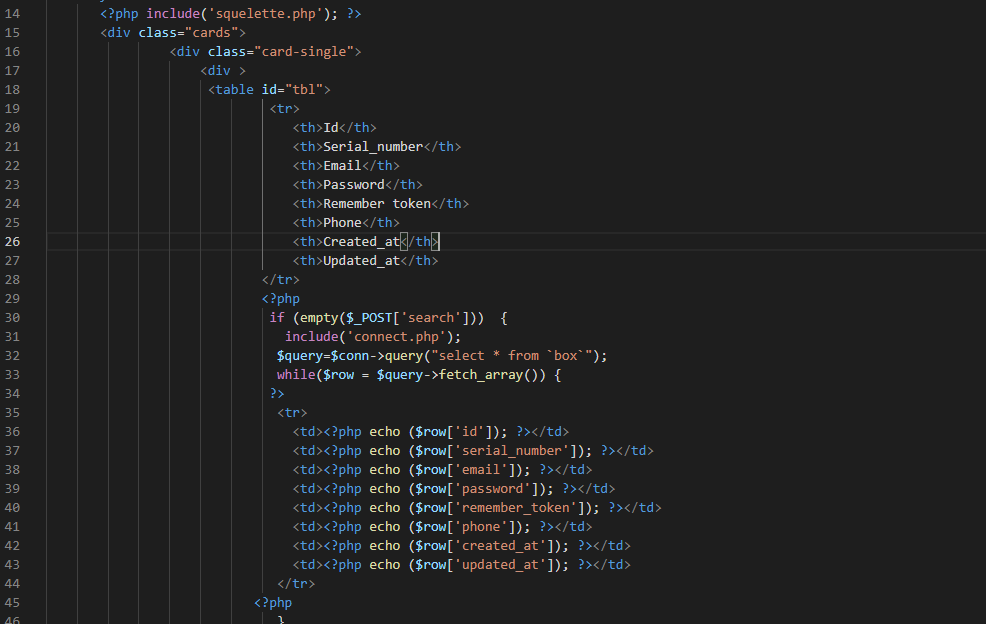 14 <?php include('squelette.php'); ?>
15 <div class="cards">
16 <div class="card-single">
17 <div >
18 <table id="tbl">
19 <tr>
20 <th>Id</th>
21 <th>Serial_number</th>
22 <th>Email</th>
23 <th>Password</th>
24 <th>Remember token</th>
25 <th>Phone</th>
26 <th>Created_at</th>
27 <th>Updated_at</th>
28 </tr>
29 <?php
30 if (empty($_POST['search']))  {
31 include('connect.php');
32 $query=$conn->query("select * from `box`");
33 while($row = $query->fetch_array()) {
34 ?>
35 <tr>
36 <td><?php echo ($row['id']); ?></td>
37 <td><?php echo ($row['serial_number']); ?></td>
38 <td><?php echo ($row['email']); ?></td>
39 <td><?php echo ($row['password']); ?></td>
40 <td><?php echo ($row['remember_token']); ?></td>
41 <td><?php echo ($row['phone']); ?></td>
42 <td><?php echo ($row['created_at']); ?></td>
43 <td><?php echo ($row['updated_at']); ?></td>
44 </tr>
45 <?php
46 }